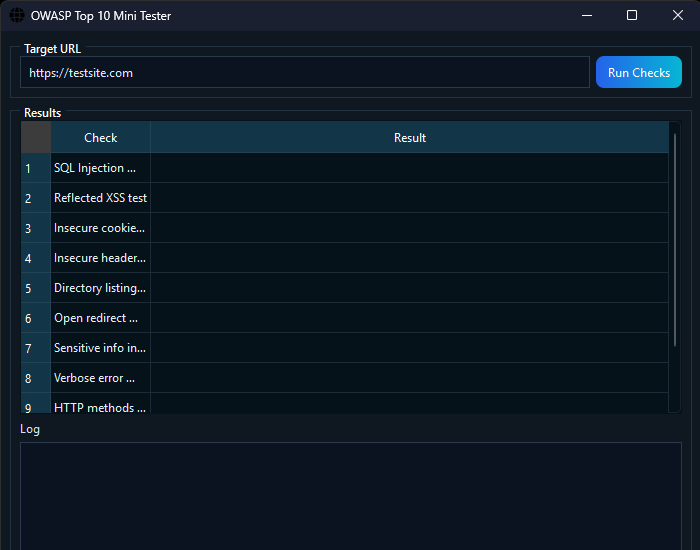 OWASP Top 10 Mini Tester
Target URL
https://testsite.com
Run Checks
Results
Check Result
1 SQL Injection ...
2 Reflected XSS test
3 Insecure cookie...
4 Insecure header...
5 Directory listing...
6 Open redirect ...
7 Sensitive info in...
8 Verbose error ...
9 HTTP methods ...
Log